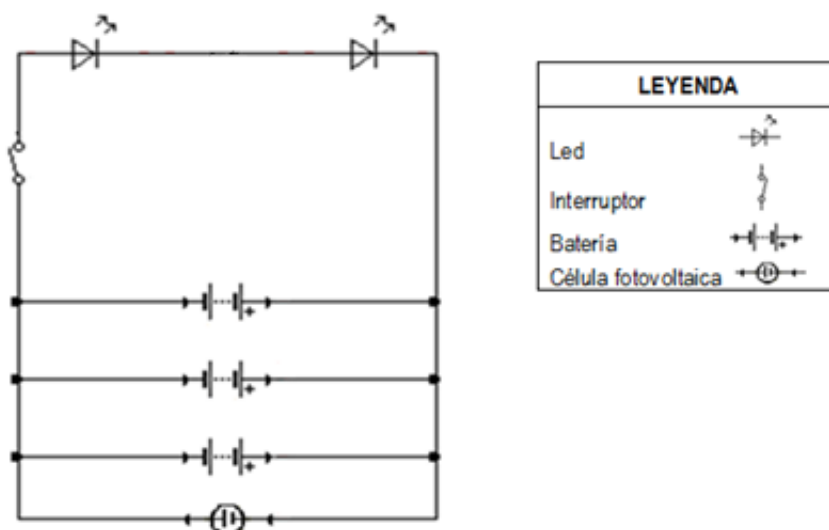 LEYENDA
Led
Interruptor
Batería
Célula fotovoltaica